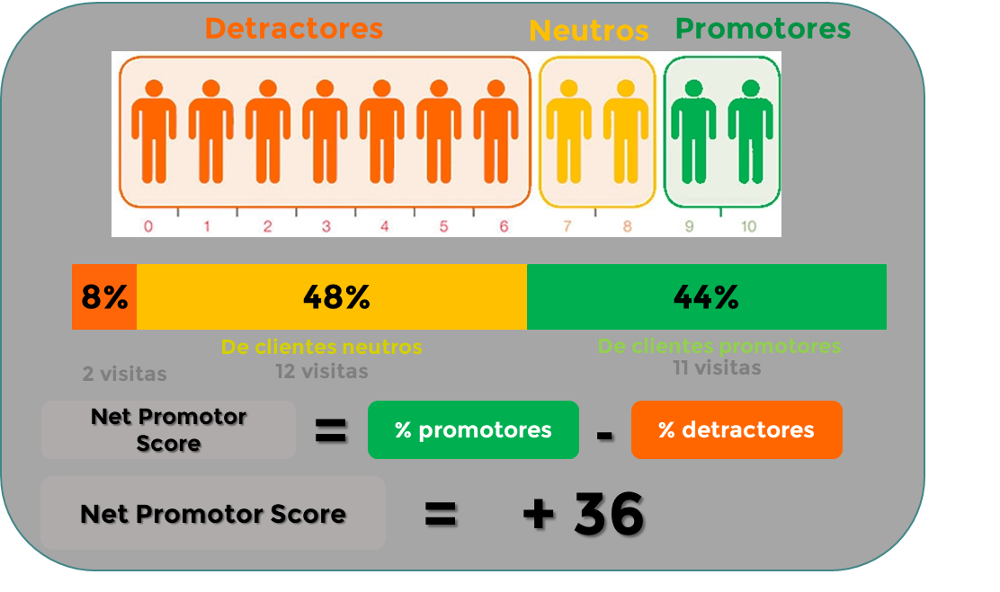 Detractores Neutros Promotores
0 1 2 3 4 5 6 7 8 9 10
8% 48% 44%
De clientes neutros De clientes promotores
2 visitas 12 visitas 11 visitas
Net Promotor
Score
= % promotores - % detractores
Net Promotor Score = + 36